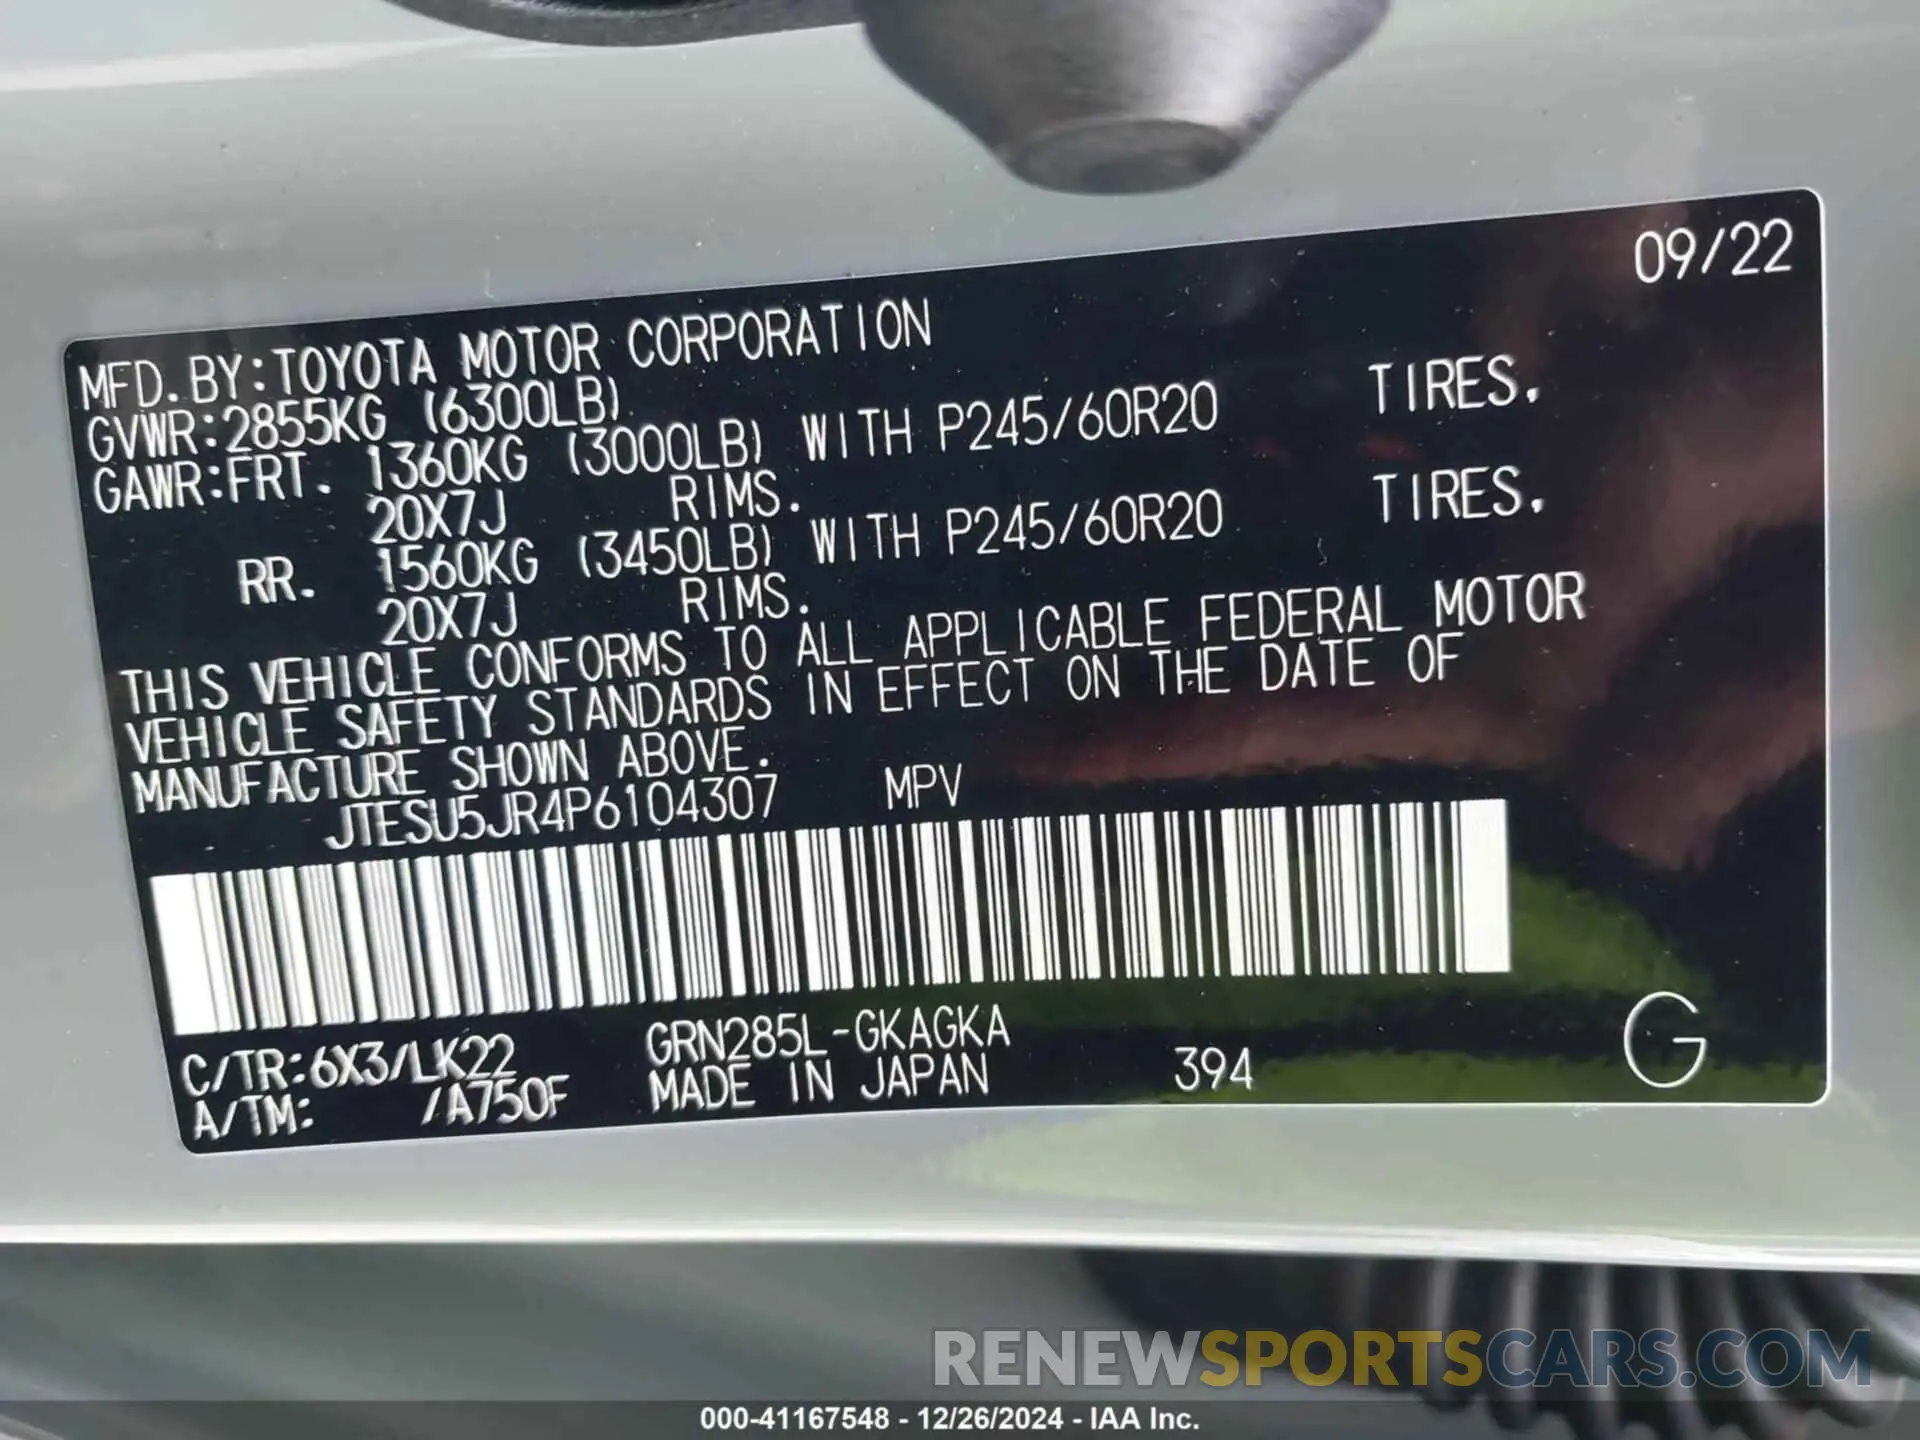 09/22
MFD.BY:TOYOTA MOTOR CORPORATION
GVWR:2855KG (6300LB)
GAWR:FRT. 1360KG (3000LB) WITH P245/60R20 TIRES,
20X7J RIMS.
RR. 1560KG (3450LB) WITH P245/60R20 TIRES,
20X7J RIMS.
THIS VEHICLE CONFORMS TO ALL APPLICABLE FEDERAL MOTOR
VEHICLE SAFETY STANDARDS IN EFFECT ON THE DATE OF
MANUFACTURE SHOWN ABOVE.
JTESU5JR4P6104307 MPV
C/TR:6X3/LK22 GRN285L-GKAGKA
A/TM: /A750F MADE IN JAPAN 394 G
RENEWSPORTSCARS.COM
000-41167548 - 12/26/2024 - IAA Inc.